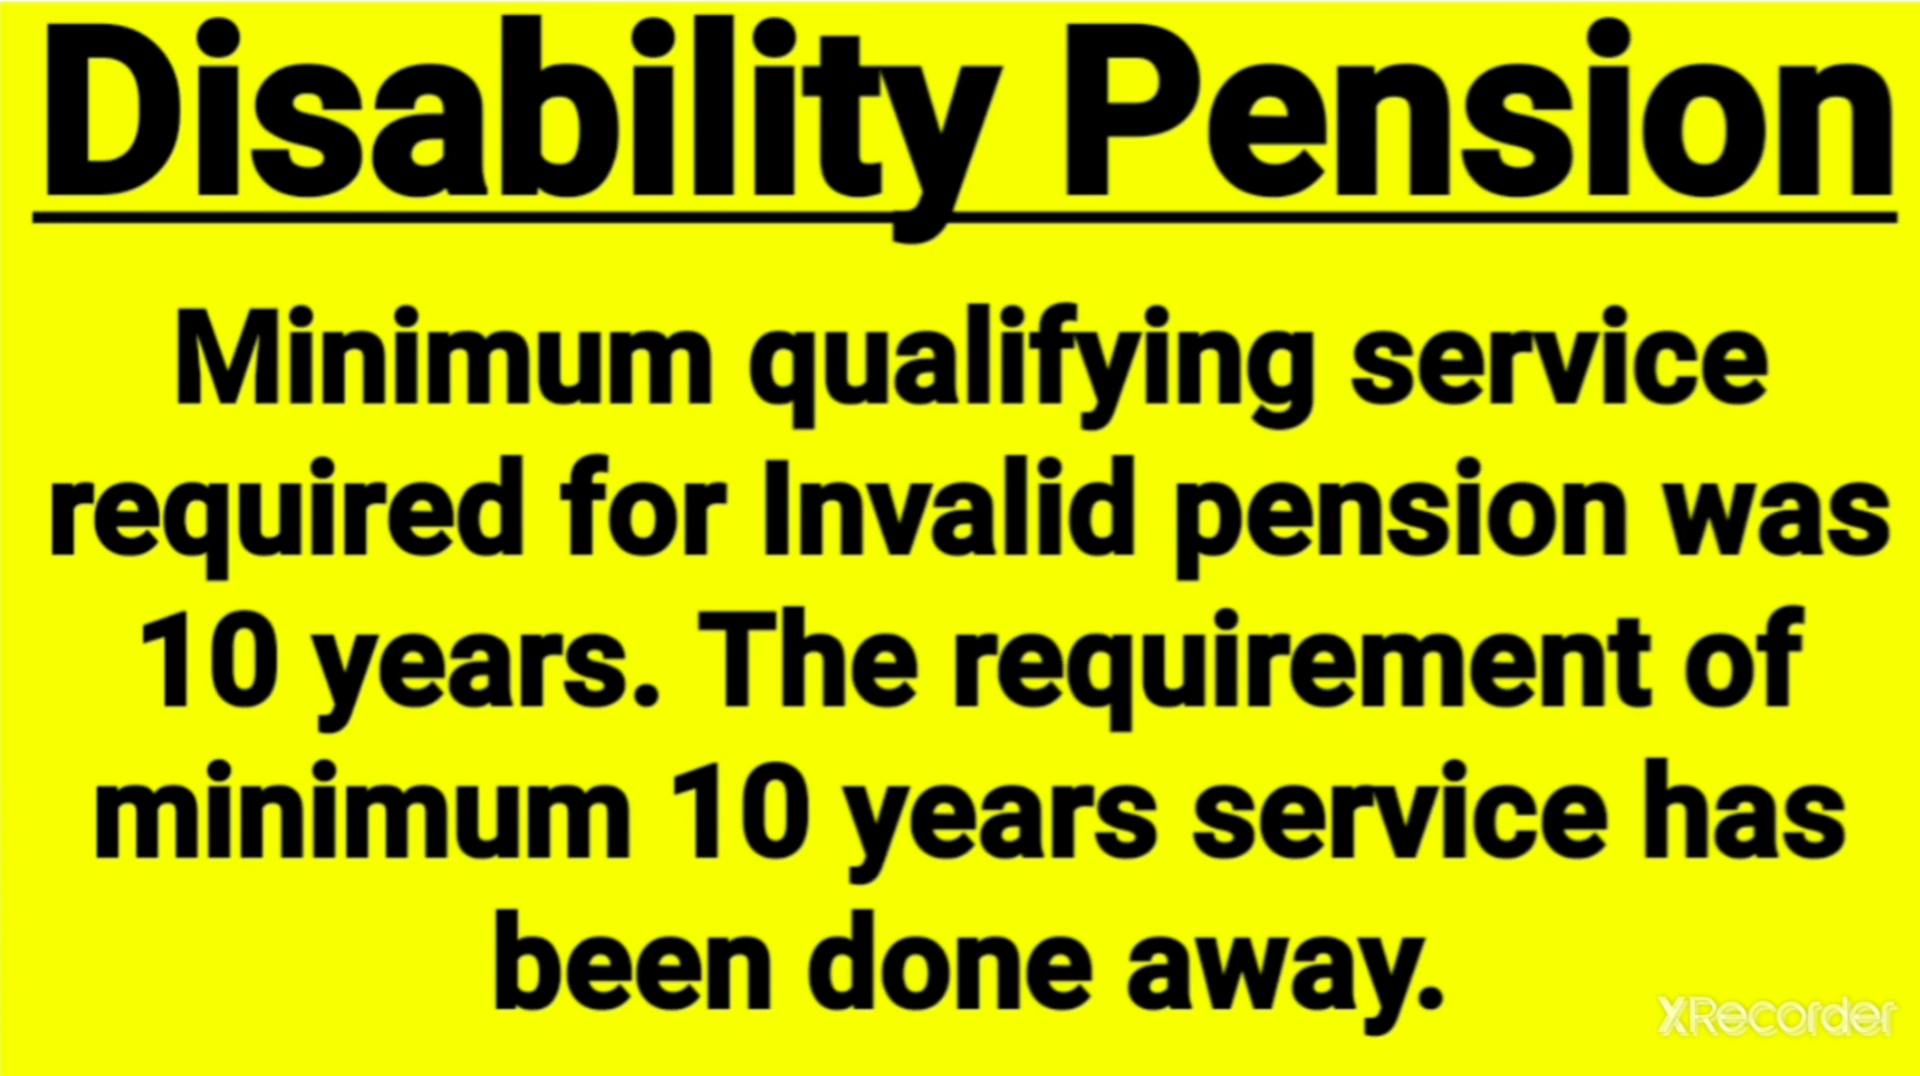 Disability Pension
Minimum qualifying service
required for Invalid pension was
10 years. The requirement of
minimum 10 years service has
been done away.
XRecorder